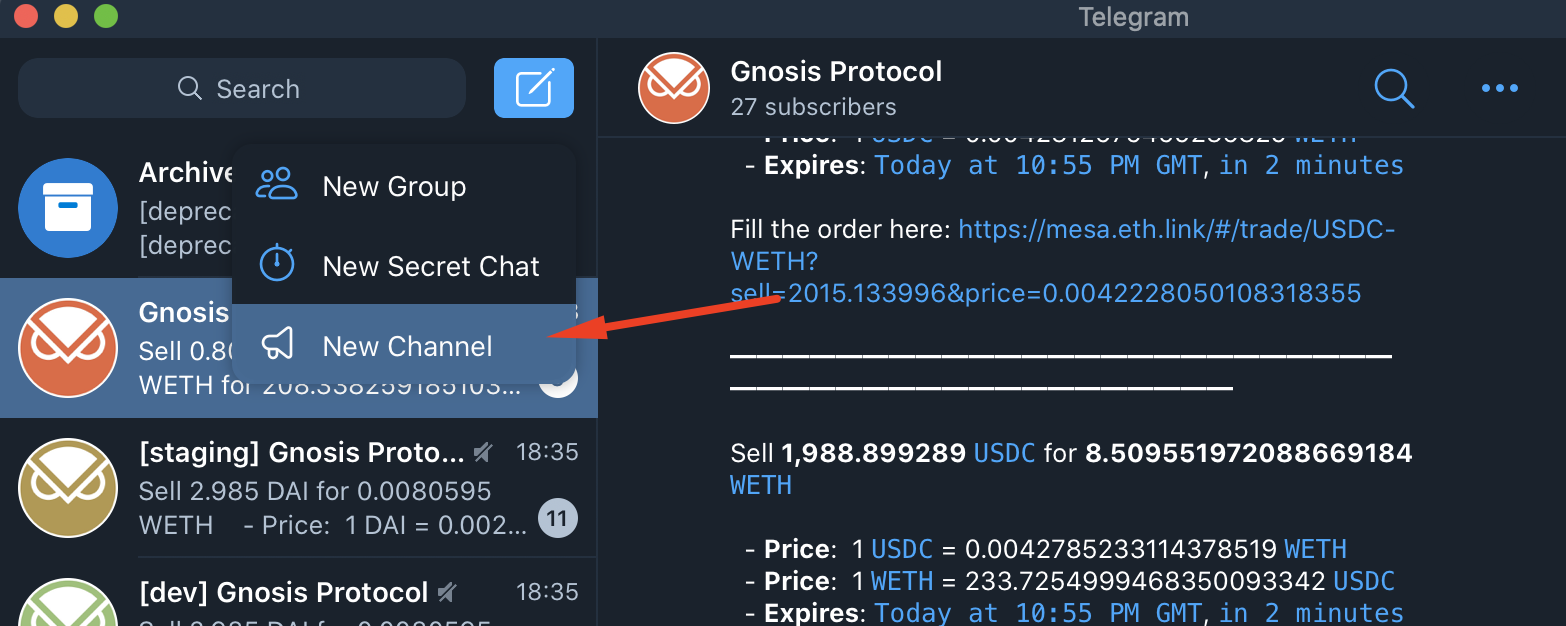 Telegram
Search
Archive
[deprec
[deprec
New Group
New Secret Chat
New Channel
Gnosis
Sell 0.80
WETH for 208.338259185103...
[staging] Gnosis Proto... 18:35
Sell 2.985 DAI for 0.0080595
WETH - Price: 1 DAI = 0.002... 11
[dev] Gnosis Protocol 18:35
Gnosis Protocol
27 subscribers
- Expires: Today at 10:55 PM GMT, in 2 minutes
Fill the order here: https://mesa.eth.link/#/trade/USDC-
WETH?
sell=2015.133996&price=0.0042228050108318355
Sell 1,988.899289 USDC for 8.509551972088669184
WETH
- Price: 1 USDC = 0.0042785233114378519 WETH
- Price: 1 WETH = 233.7254999468350093342 USDC
- Expires: Today at 10:55 PM GMT, in 2 minutes